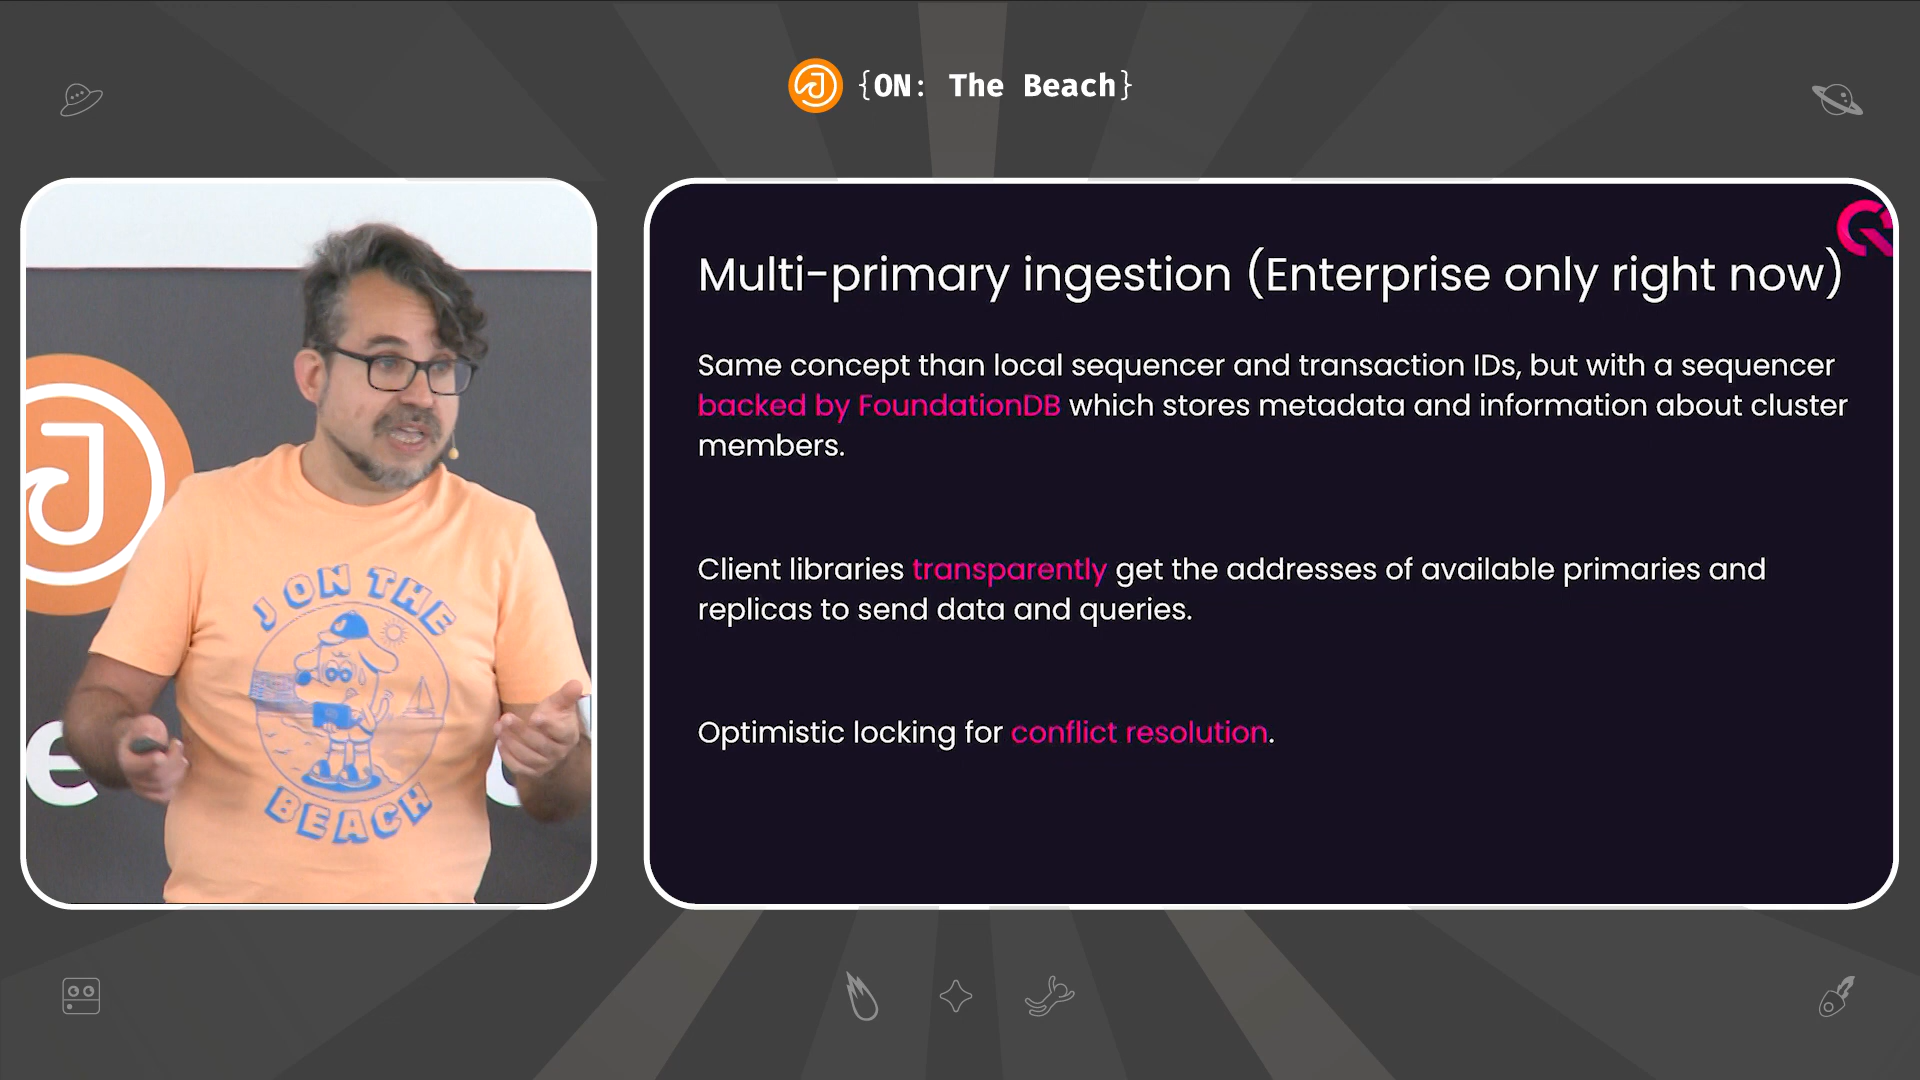 {ON: The Beach}
Multi-primary ingestion (Enterprise only right now)
Same concept than local sequencer and transaction IDs, but with a sequencer
backed by FoundationDB which stores metadata and information about cluster
members.
Client libraries transparently get the addresses of available primaries and
replicas to send data and queries.
Optimistic locking for conflict resolution.
J ON THE
BEACH